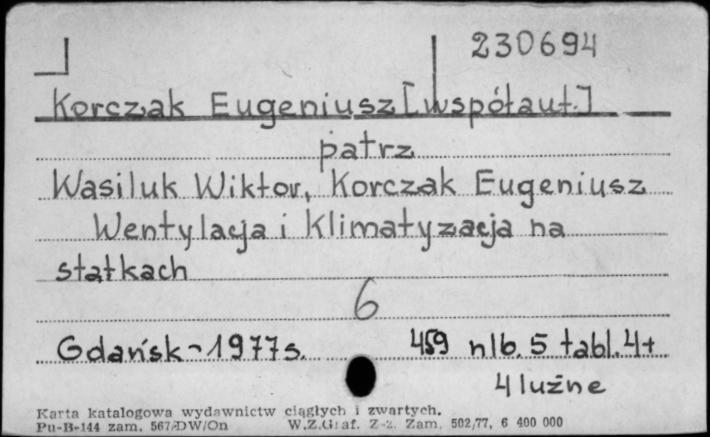 230694
Korczak Eugeniusz [współaut.]
patrz
Wasiluk Wiktor, Korczak Eugeniusz
Wentylacja i Klimatyzacja na
statkach
6
Gdańsk - 1977 s. 459 nlb. 5 tabl. 4+
4 luźne
Karta katalogowa wydawnictw ciągłych i zwartych.
Pu-B-144 zam. 567/DW/On W.Z.Graf. Z-z. Zam. 502/77, 6 400 000